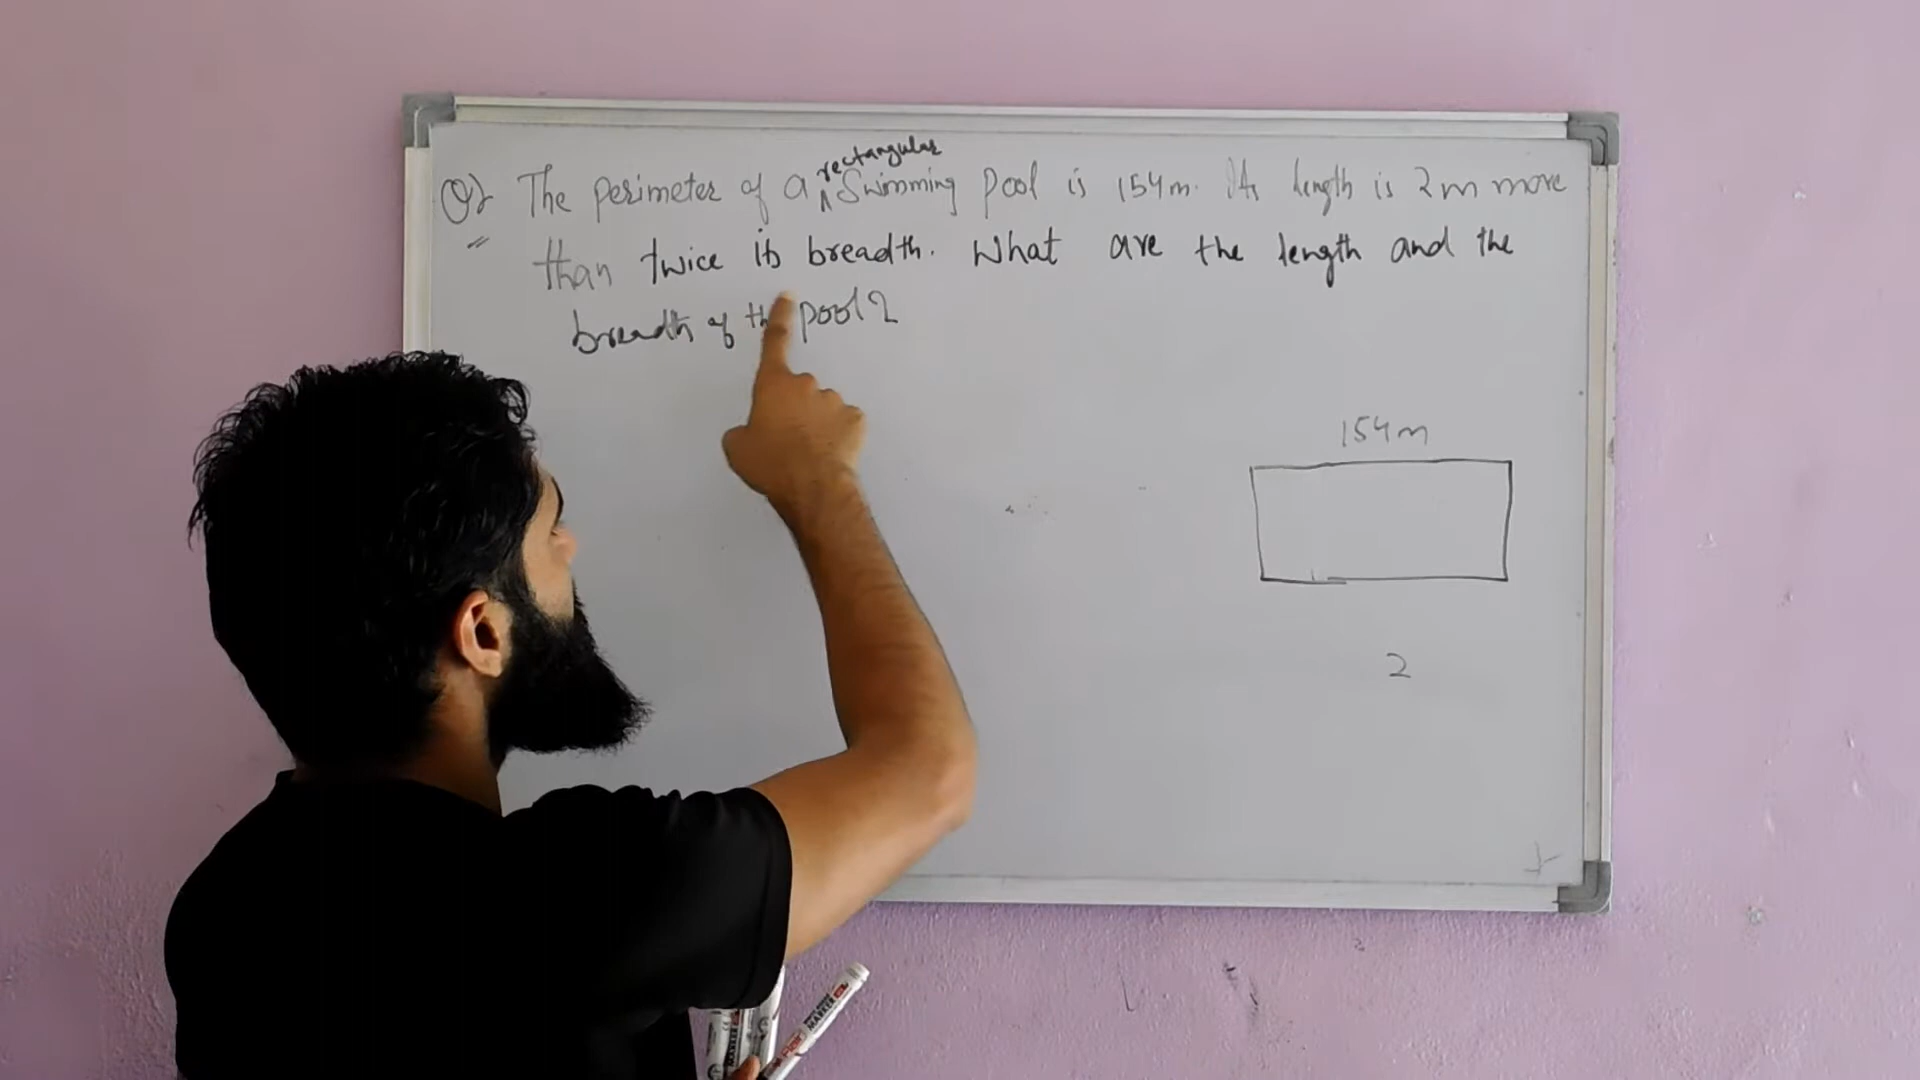 Q2 The perimeter of a rectangular Swimming pool is 154m. Its length is 2m more
than twice its breadth. What are the length and the
breadth of the pool?
154m
2
MARKER